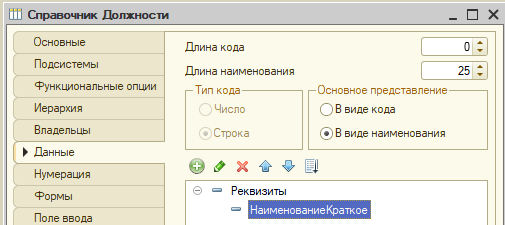 Справочник Должности
Основные
Подсистемы
Функциональные опции
Иерархия
Владельцы
Данные
Нумерация
Формы
Поле ввода
Длина кода 0
Длина наименования 25
Тип кода
Число
Строка
Основное представление
В виде кода
В виде наименования
Реквизиты
НаименованиеКраткое